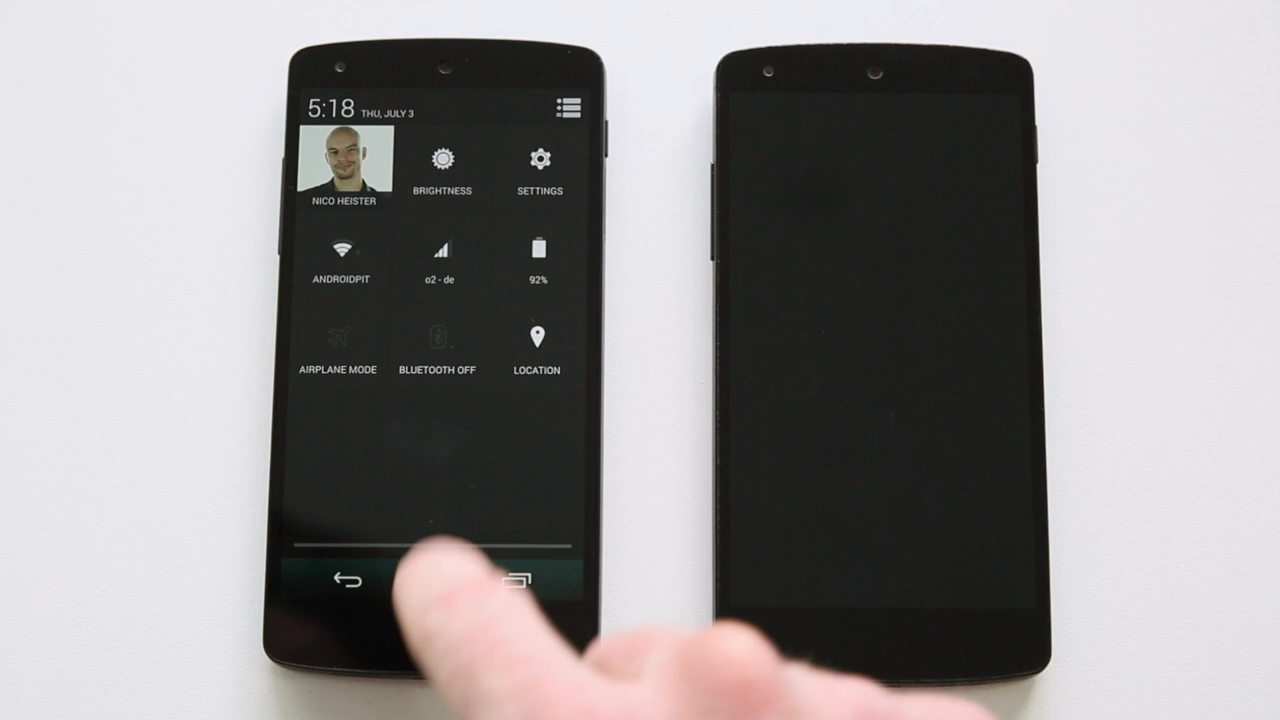 5:18 THU, JULY 3
NICO HEISTER
BRIGHTNESS
SETTINGS
ANDROIDPIT
o2 - de
92%
AIRPLANE MODE
BLUETOOTH OFF
LOCATION